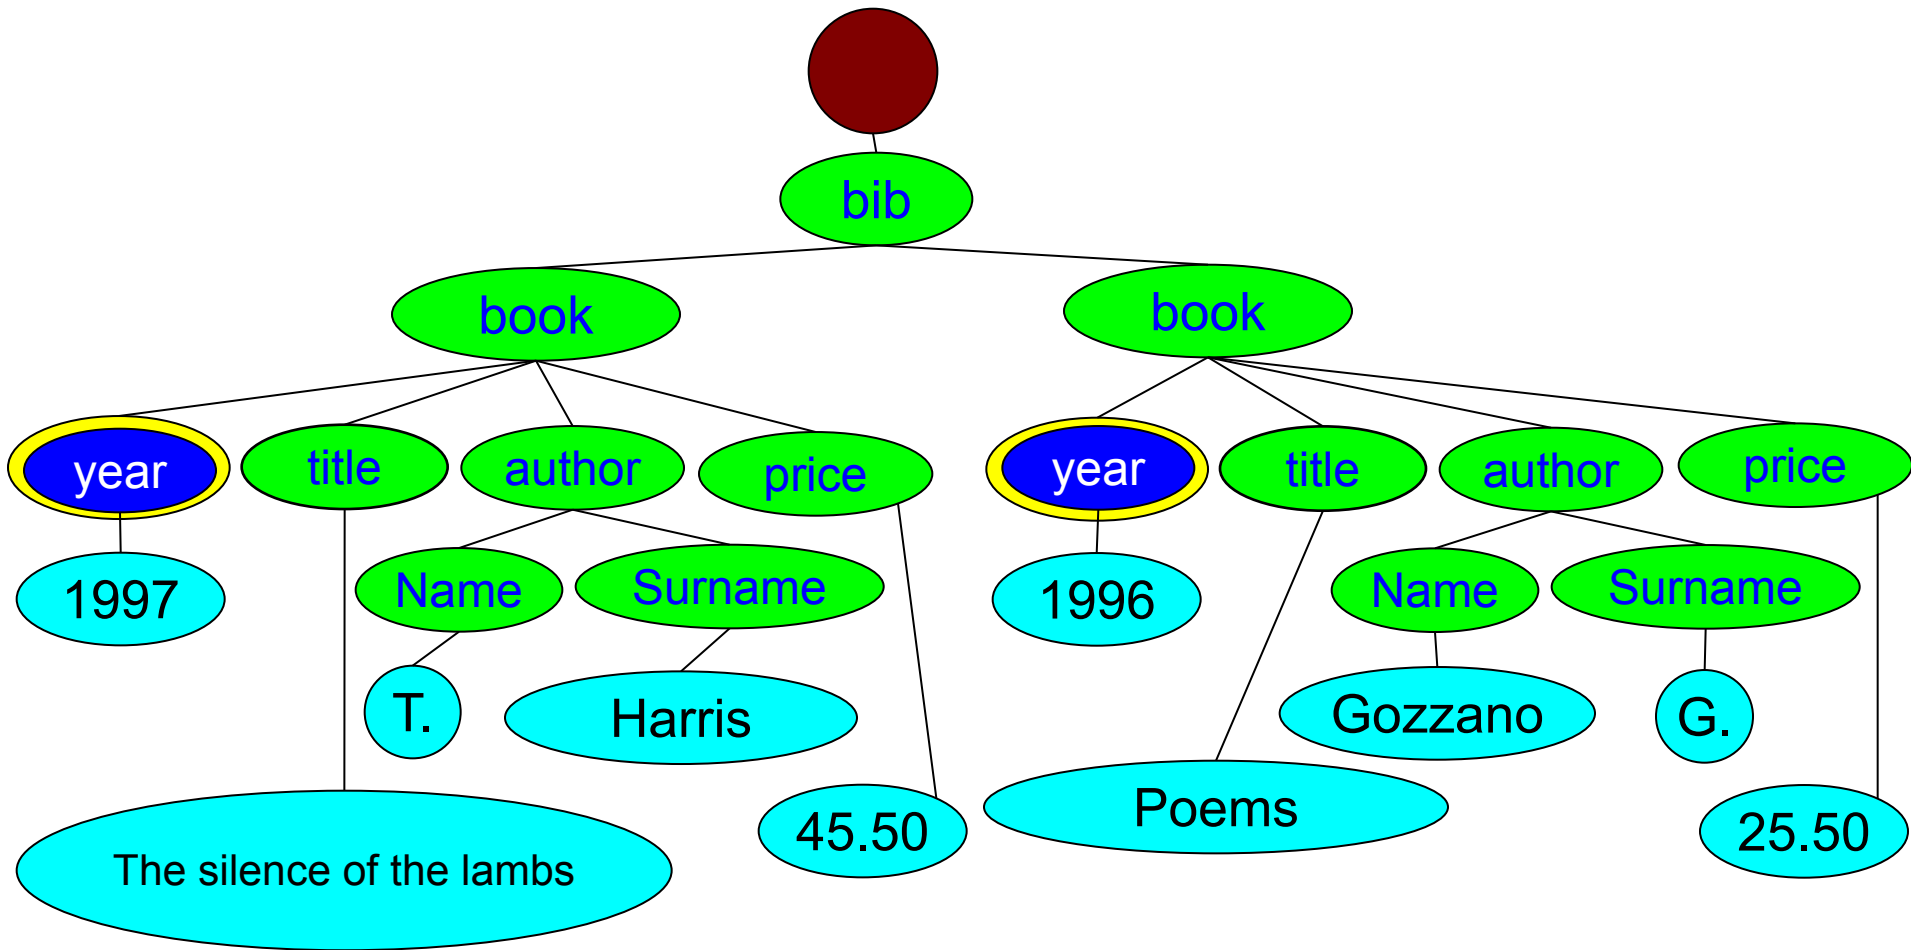 bib
book
book
year
title
author
price
year
title
author
price
1997
Name
Surname
1996
Name
Surname
T.
Harris
Gozzano
G.
The silence of the lambs
45.50
Poems
25.50